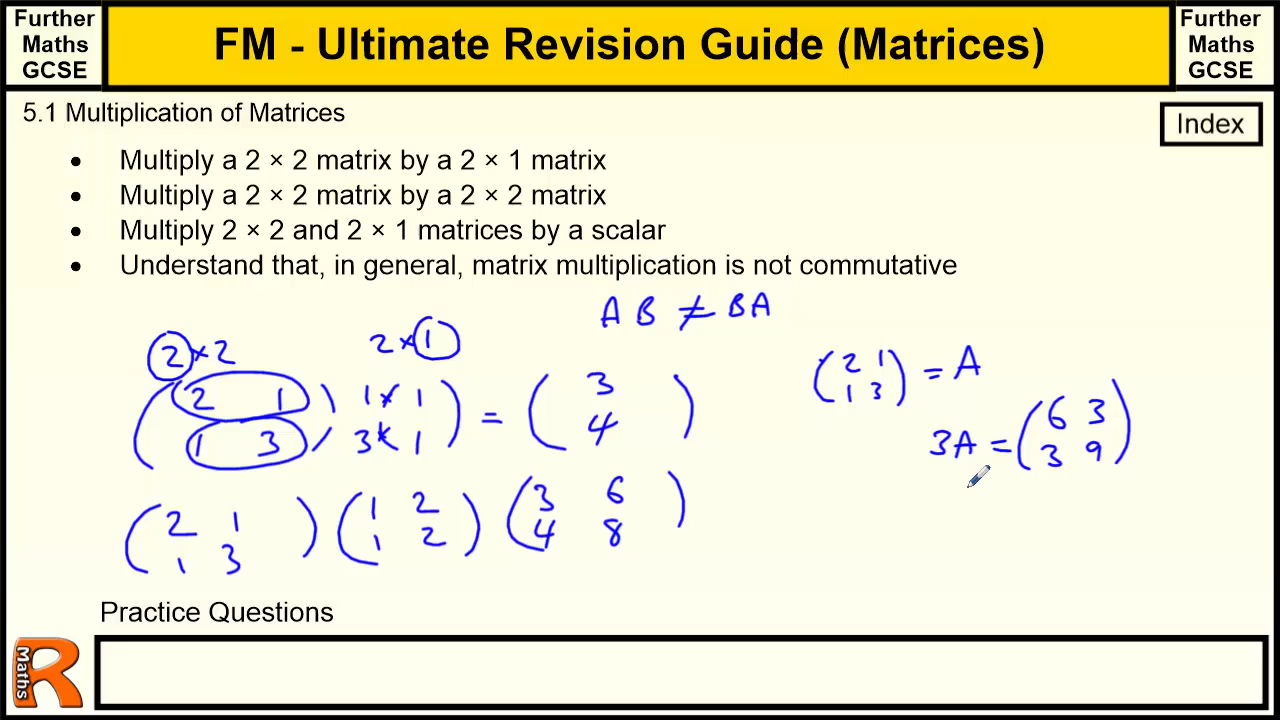 Further
Maths
GCSE
FM - Ultimate Revision Guide (Matrices)
Further
Maths
GCSE
5.1 Multiplication of Matrices
Index
• Multiply a 2 × 2 matrix by a 2 × 1 matrix
• Multiply a 2 × 2 matrix by a 2 × 2 matrix
• Multiply 2 × 2 and 2 × 1 matrices by a scalar
• Understand that, in general, matrix multiplication is not commutative
AB ≠ BA
2 × 2 2 × 1
( 2 1 ) 1 × 1 ) = ( 3 )
( 1 3 ) 3 × 1 ) ( 4 )
( 2 1 ) ( 1 2 ) ( 3 6 )
( 1 3 ) ( 1 2 ) ( 4 8 )
( 2 1 ) = A
( 1 3 )
3A = ( 6 3 )
( 3 9 )
Practice Questions
R
Maths